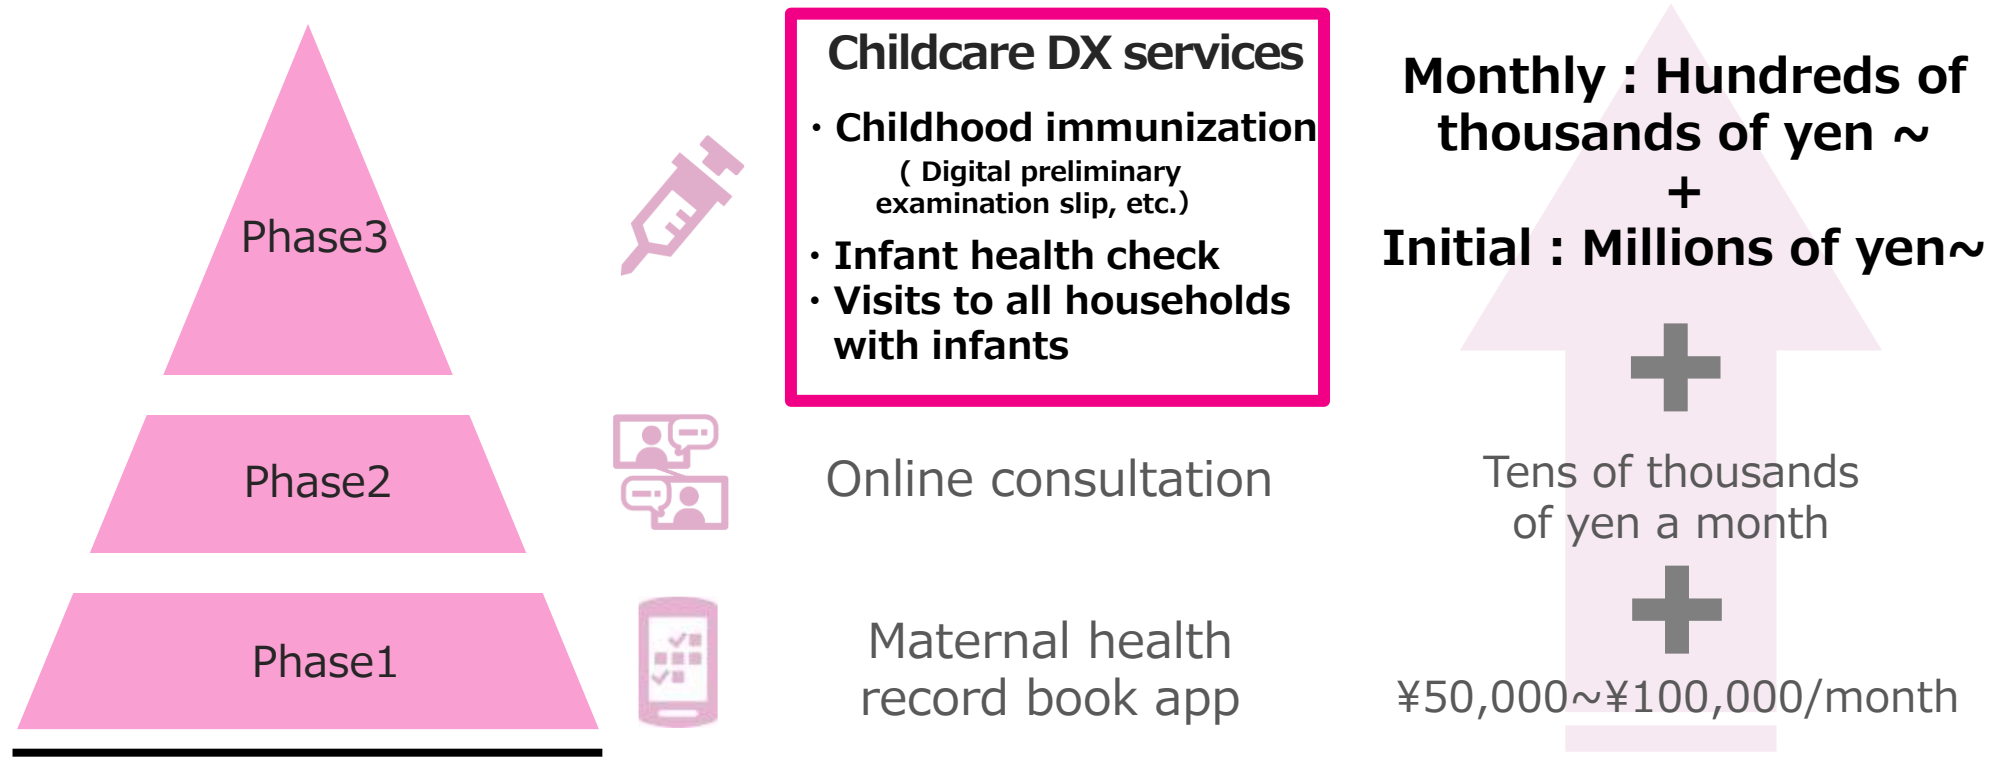 Phase3
Childcare DX services
・Childhood immunization
( Digital preliminary
examination slip, etc.）
・Infant health check
・Visits to all households
with infants
Monthly : Hundreds of
thousands of yen ~
+
Initial : Millions of yen~
Phase2
Online consultation
Tens of thousands
of yen a month
Phase1
Maternal health
record book app
¥50,000~¥100,000/month